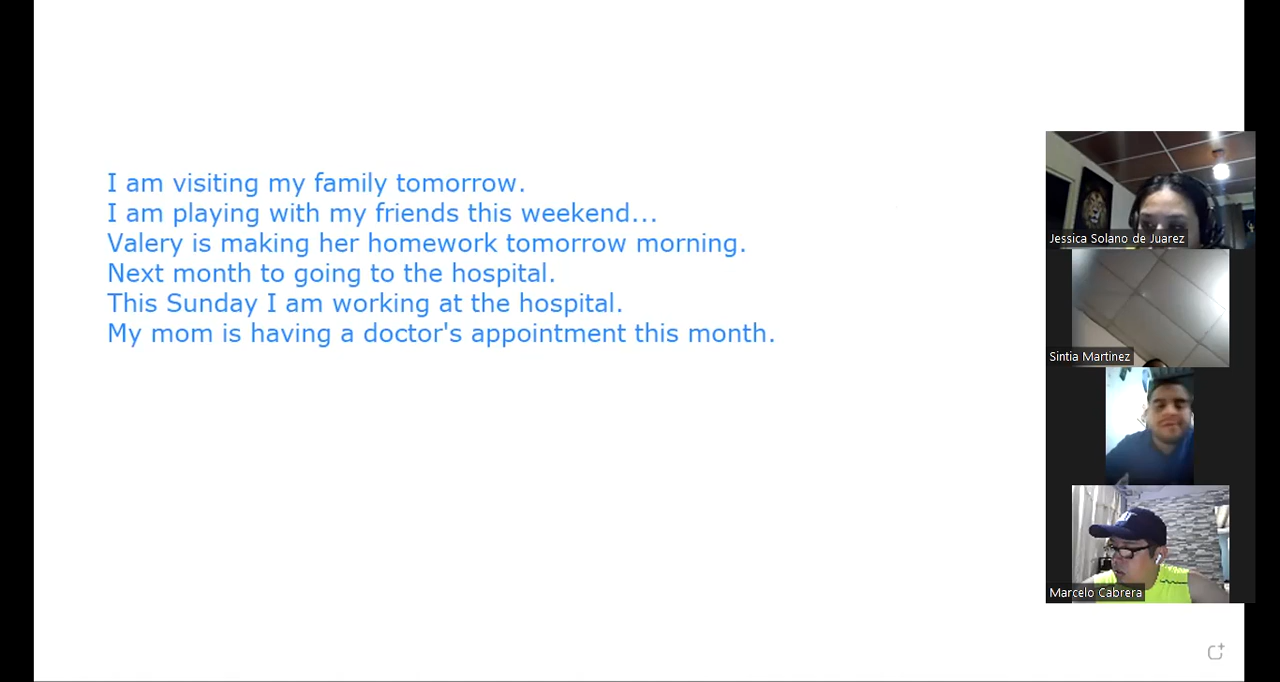 I am visiting my family tomorrow.
I am playing with my friends this weekend...
Valery is making her homework tomorrow morning.
Next month to going to the hospital.
This Sunday I am working at the hospital.
My mom is having a doctor's appointment this month.
Jessica Solano de Juarez
Sintia Martinez
Marcelo Cabrera